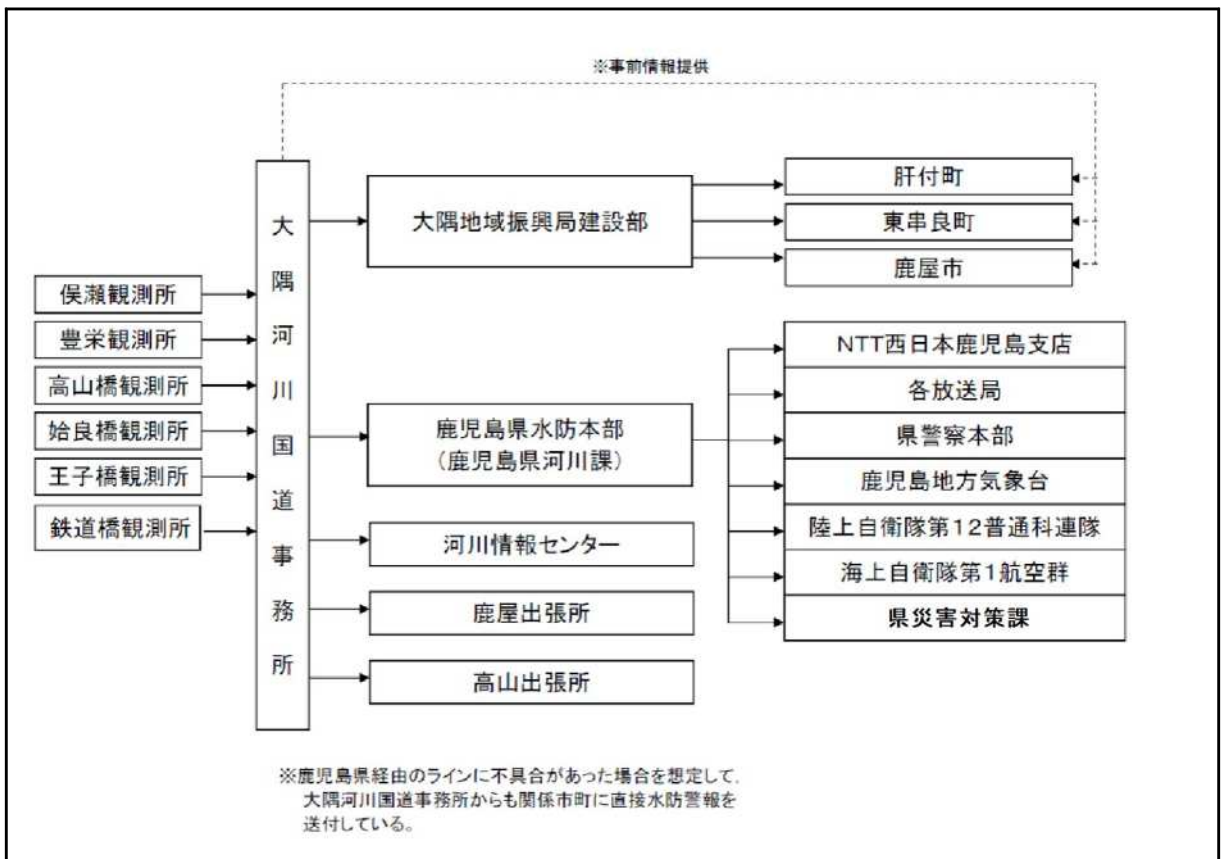 ※事前情報提供
大隅河川国道事務所
俣瀬観測所
豊栄観測所
高山橋観測所
姶良橋観測所
王子橋観測所
鉄道橋観測所
大隅地域振興局建設部
鹿児島県水防本部
（鹿児島県河川課）
河川情報センター
鹿屋出張所
高山出張所
肝付町
東串良町
鹿屋市
NTT西日本鹿児島支店
各放送局
県警察本部
鹿児島地方気象台
陸上自衛隊第12普通科連隊
海上自衛隊第1航空群
県災害対策課
※鹿児島県経由のラインに不具合があった場合を想定して、
大隅河川国道事務所からも関係市町に直接水防警報を
送付している。